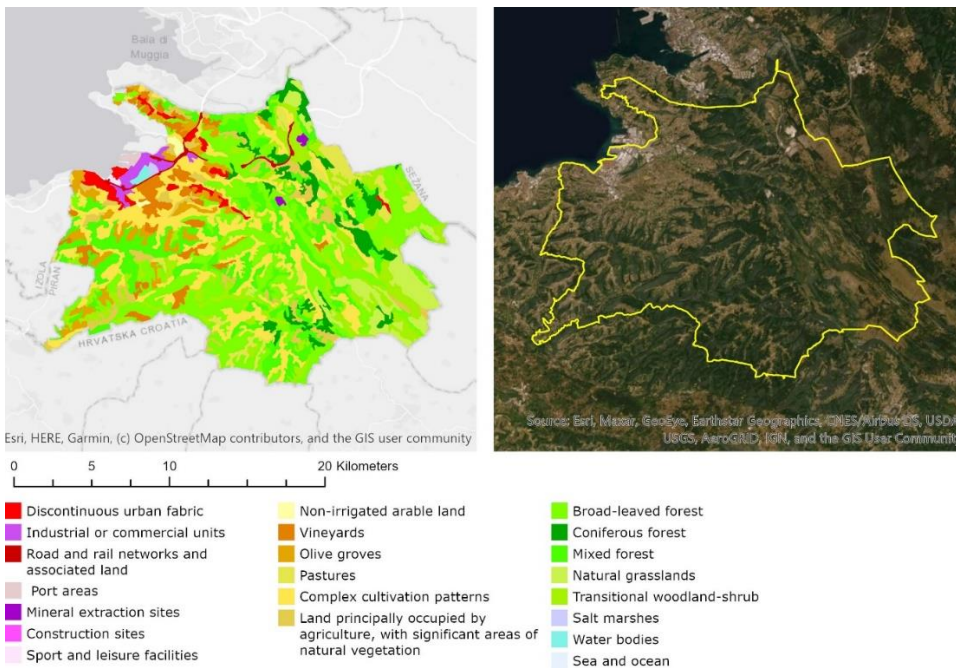 Baia di
Muggia
SEŽANA
IZOLA
PIRAN
HRVATSKA CROATIA
Esri, HERE, Garmin, (c) OpenStreetMap contributors, and the GIS user community
Source: Esri, Maxar, GeoEye, Earthstar Geographics, CNES/Airbus DS, USDA
USGS, AeroGRID, IGN, and the GIS User Communit
0 5 10 20 Kilometers
Discontinuous urban fabric
Industrial or commercial units
Road and rail networks and
associated land
Port areas
Mineral extraction sites
Construction sites
Sport and leisure facilities
Non-irrigated arable land
Vineyards
Olive groves
Pastures
Complex cultivation patterns
Land principally occupied by
agriculture, with significant areas of
natural vegetation
Broad-leaved forest
Coniferous forest
Mixed forest
Natural grasslands
Transitional woodland-shrub
Salt marshes
Water bodies
Sea and ocean